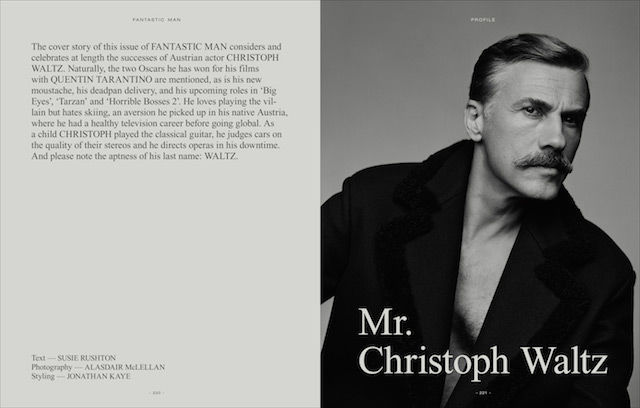 FANTASTIC MAN
The cover story of this issue of FANTASTIC MAN considers and
celebrates at length the successes of Austrian actor CHRISTOPH
WALTZ. Naturally, the two Oscars he has won for his films
with QUENTIN TARANTINO are mentioned, as is his new
moustache, his deadpan delivery, and his upcoming roles in ‘Big
Eyes’, ‘Tarzan’ and ‘Horrible Bosses 2’. He loves playing the vil-
lain but hates skiing, an aversion he picked up in his native Austria,
where he had a healthy television career before going global. As
a child CHRISTOPH played the classical guitar, he judges cars on
the quality of their stereos and he directs operas in his downtime.
And please note the aptness of his last name: WALTZ.
Text — SUSIE RUSHTON
Photography — ALASDAIR McLELLAN
Styling — JONATHAN KAYE
– 220 –
PROFILE
Mr.
Christoph Waltz
– 221 –